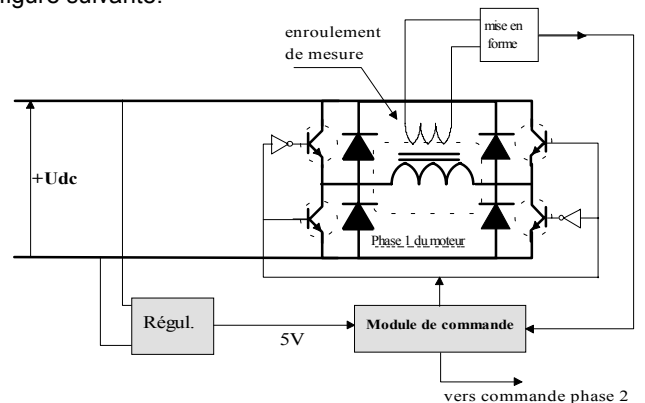 figure suivante.
enroulement
de mesure
mise en
forme
+Udc
Phase 1 du moteur
Régul.
5V
Module de commande
vers commande phase 2